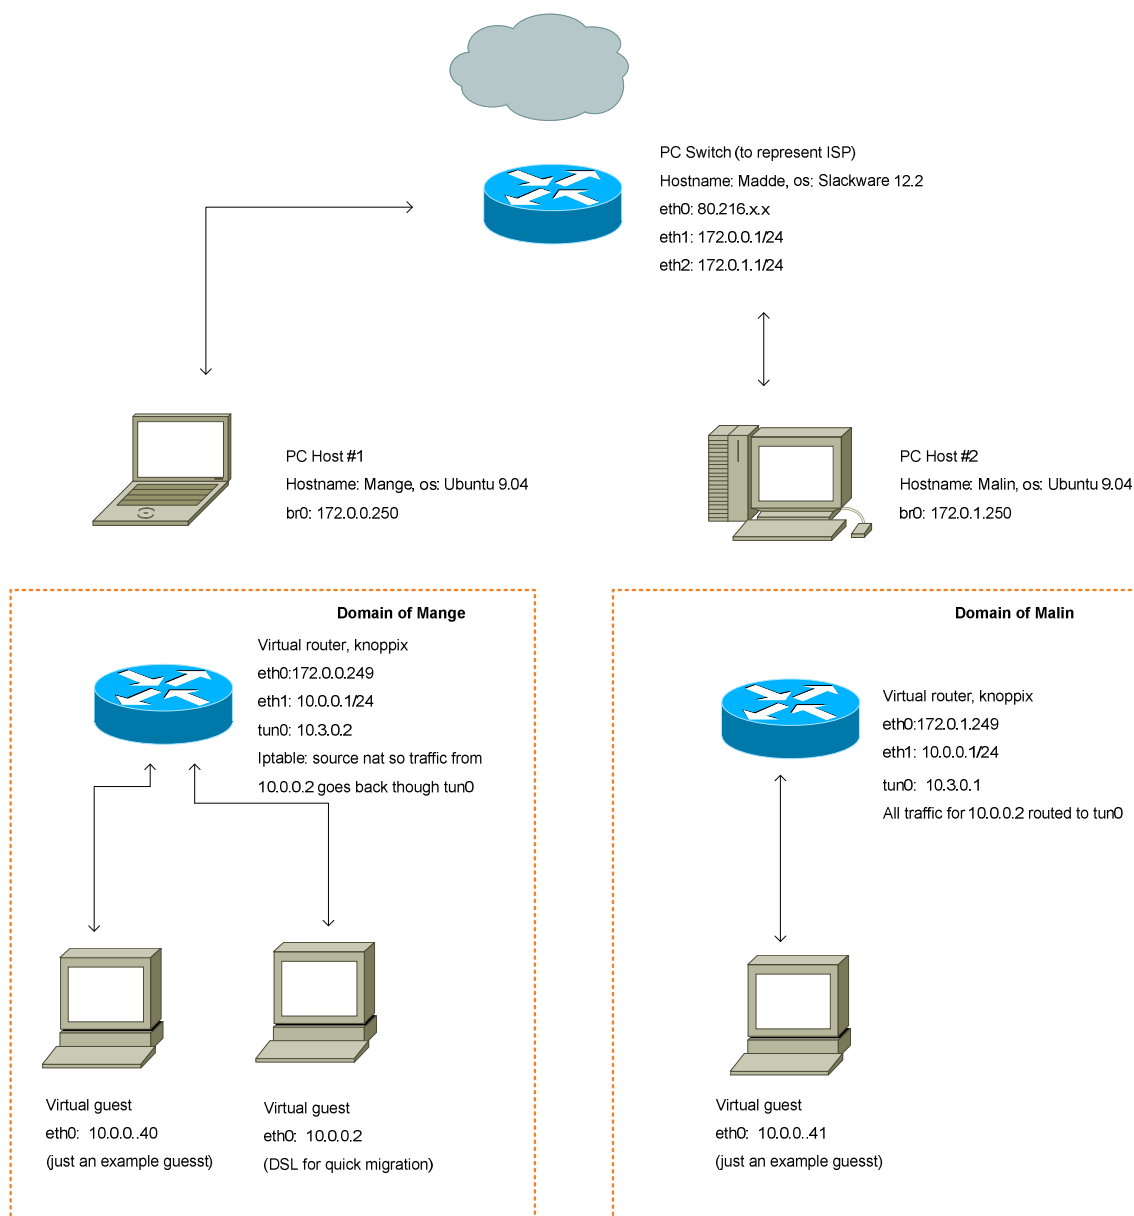 PC Switch (to represent ISP)
Hostname: Madde, os: Slackware 12.2
eth0: 80.216.x.x
eth1: 172.0.0.1/24
eth2: 172.0.1.1/24
PC Host #1
Hostname: Mange, os: Ubuntu 9.04
br0: 172.0.0.250
PC Host #2
Hostname: Malin, os: Ubuntu 9.04
br0: 172.0.1.250
Domain of Mange
Virtual router, knoppix
eth0:172.0.0.249
eth1: 10.0.0.1/24
tun0: 10.3.0.2
Iptable: source nat so traffic from
10.0.0.2 goes back though tun0
Virtual guest
eth0: 10.0.0..40
(just an example guesst)
Virtual guest
eth0: 10.0.0.2
(DSL for quick migration)
Domain of Malin
Virtual router, knoppix
eth0:172.0.1.249
eth1: 10.0.0.1/24
tun0: 10.3.0.1
All traffic for 10.0.0.2 routed to tun0
Virtual guest
eth0: 10.0.0..41
(just an example guesst)